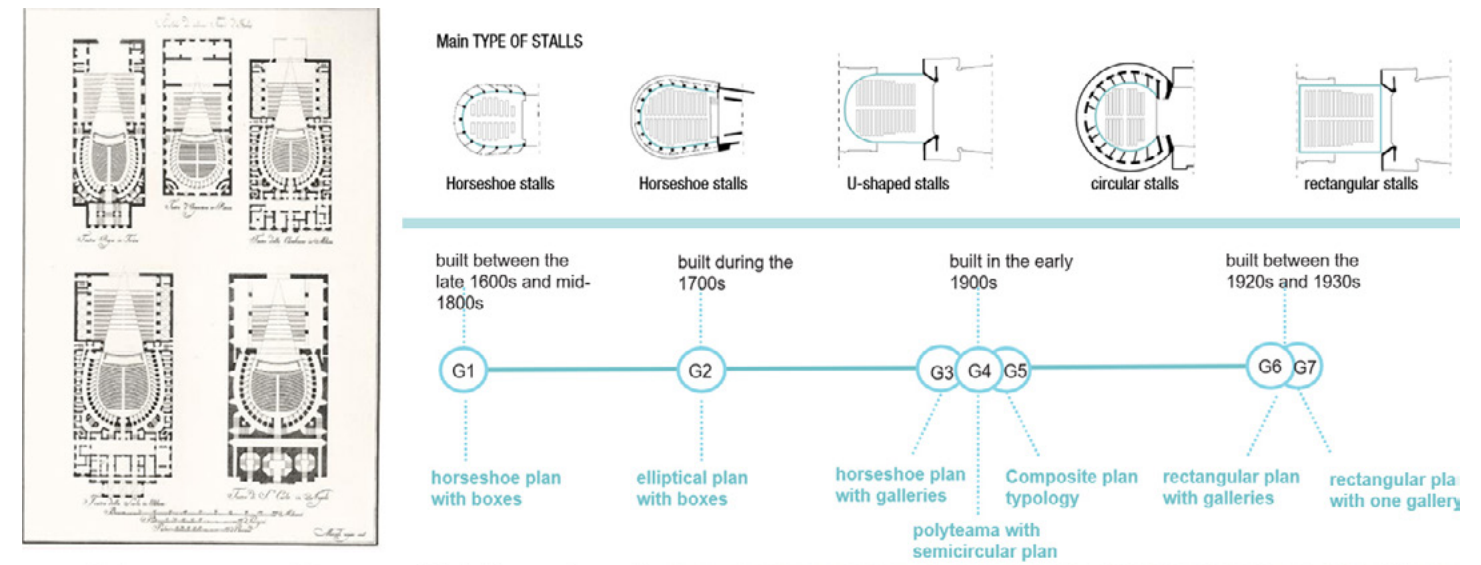 Main TYPE OF STALLS
Horseshoe stalls
Horseshoe stalls
U-shaped stalls
circular stalls
rectangular stalls
built between the
late 1600s and mid-
1800s
built during the
1700s
built in the early
1900s
built between the
1920s and 1930s
G1
G2
G3
G4
G5
G6
G7
horseshoe plan
with boxes
elliptical plan
with boxes
horseshoe plan
with galleries
polyteama with
semicircular plan
Composite plan
typology
rectangular plan
with galleries
rectangular pla
with one gallery